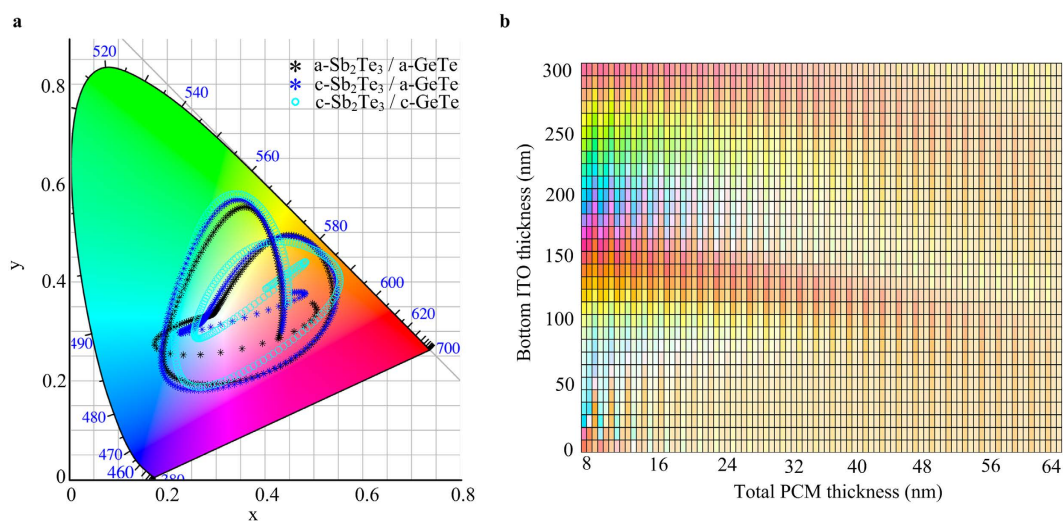 a
520
540
560
580
600
620
700
490
480
470
460
380
* a-Sb₂Te₃ / a-GeTe
* c-Sb₂Te₃ / a-GeTe
○ c-Sb₂Te₃ / c-GeTe
0.8
0.6
0.4
0.2
0
y
0 0.2 0.4 0.6 0.8
x
b
300
250
200
150
100
50
0
Bottom ITO thickness (nm)
8 16 24 32 40 48 56 64
Total PCM thickness (nm)